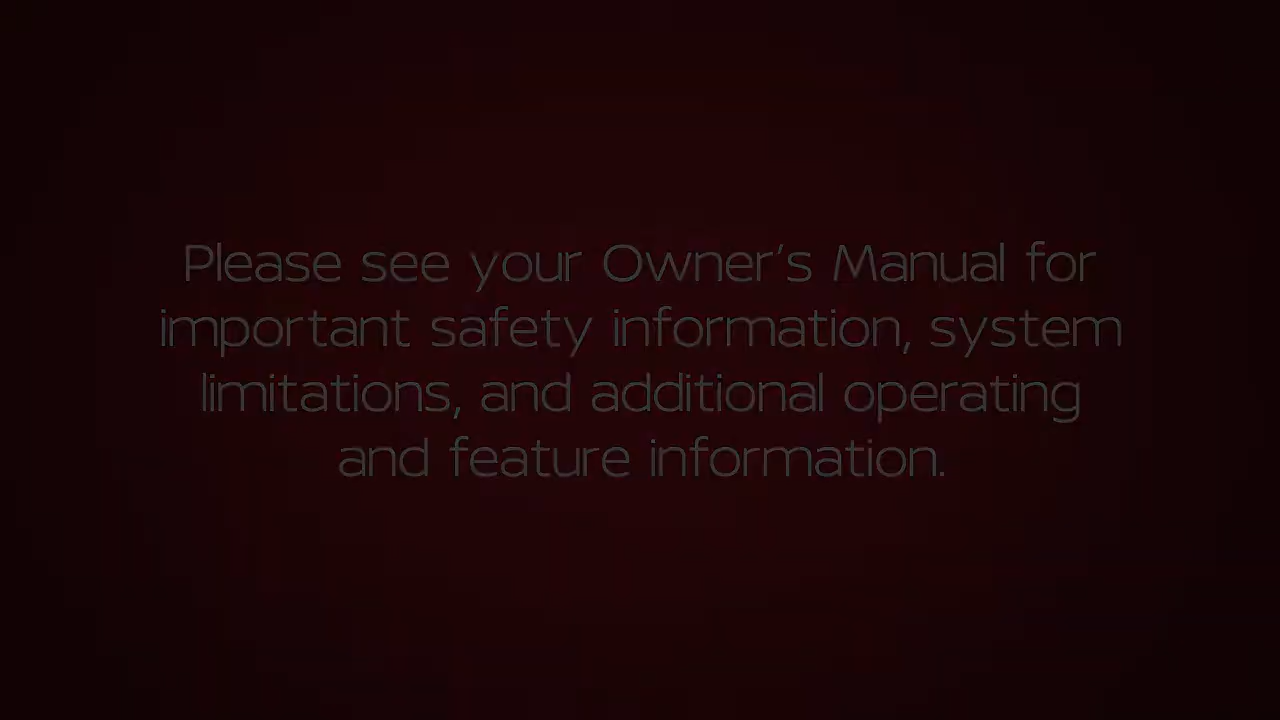 Please see your Owner’s Manual for
important safety information, system
limitations, and additional operating
and feature information.